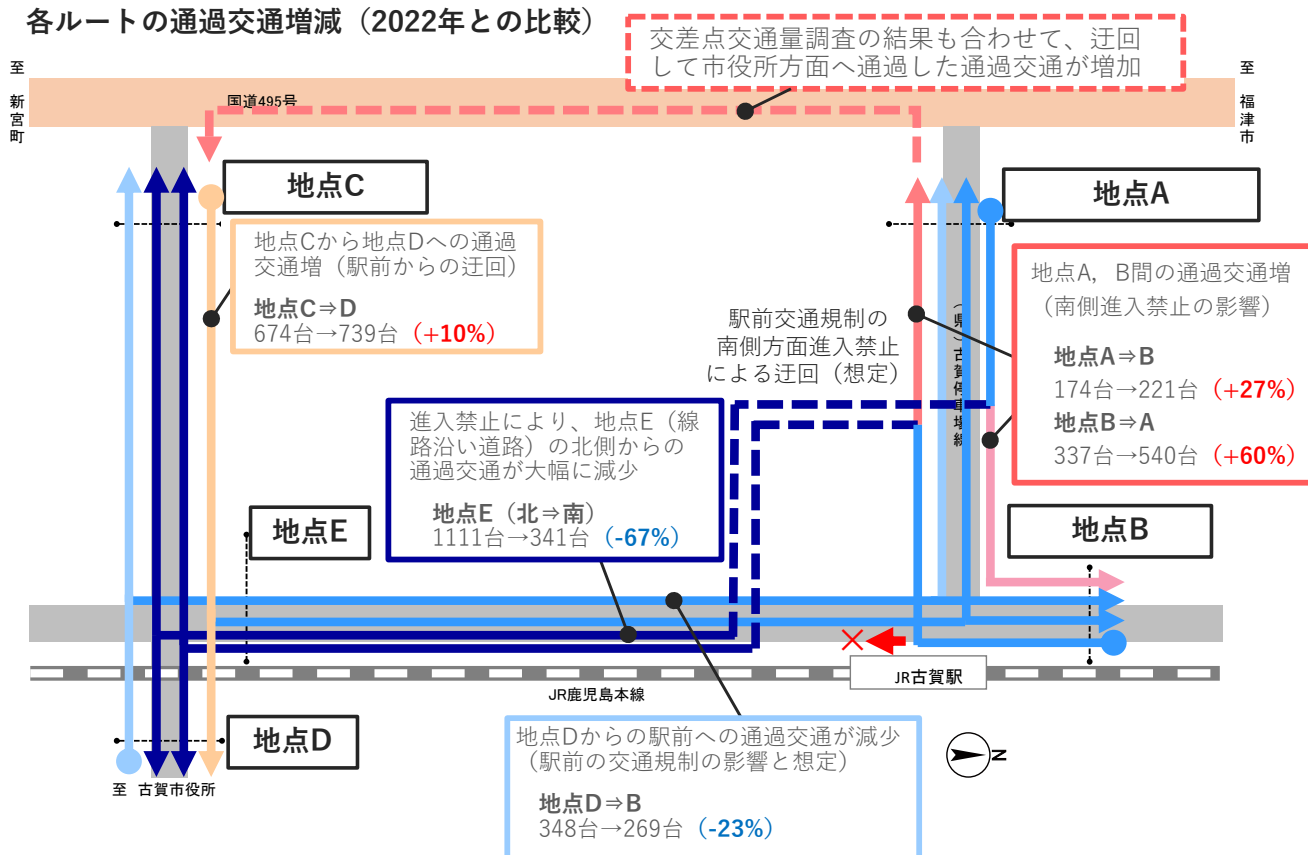 各ルートの通過交通増減（2022年との比較）
交差点交通量調査の結果も合わせて、迂回
して市役所方面へ通過した通過交通が増加
至 新宮町
至 福津市
国道495号
地点C
地点A
地点Cから地点Dへの通過
交通増（駅前からの迂回）
地点C⇒D
674台→739台（+10%）
地点A，B間の通過交通増
（南側進入禁止の影響）
地点A⇒B
174台→221台（+27%）
地点B⇒A
337台→540台（+60%）
駅前交通規制の
南側方面進入禁止
による迂回（想定）
（県）古賀停車場線
進入禁止により、地点E（線
路沿い道路）の北側からの
通過交通が大幅に減少
地点E（北⇒南）
1111台→341台（-67%）
地点E
地点B
JR古賀駅
JR鹿児島本線
地点D
地点Dからの駅前への通過交通が減少
（駅前の交通規制の影響と想定）
地点D⇒B
348台→269台（-23%）
N
至 古賀市役所